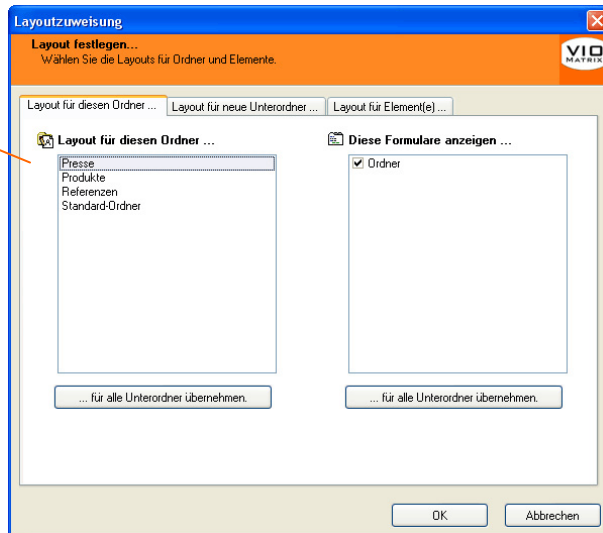 Layoutzuweisung
Layout festlegen...
Wählen Sie die Layouts für Ordner und Elemente.
VIO
MATRIX
Layout für diesen Ordner ...
Layout für neue Unterordner ...
Layout für Element(e) ...
Layout für diesen Ordner ...
Presse
Produkte
Referenzen
Standard-Ordner
... für alle Unterordner übernehmen.
Diese Formulare anzeigen ...
Ordner
... für alle Unterordner übernehmen.
OK
Abbrechen